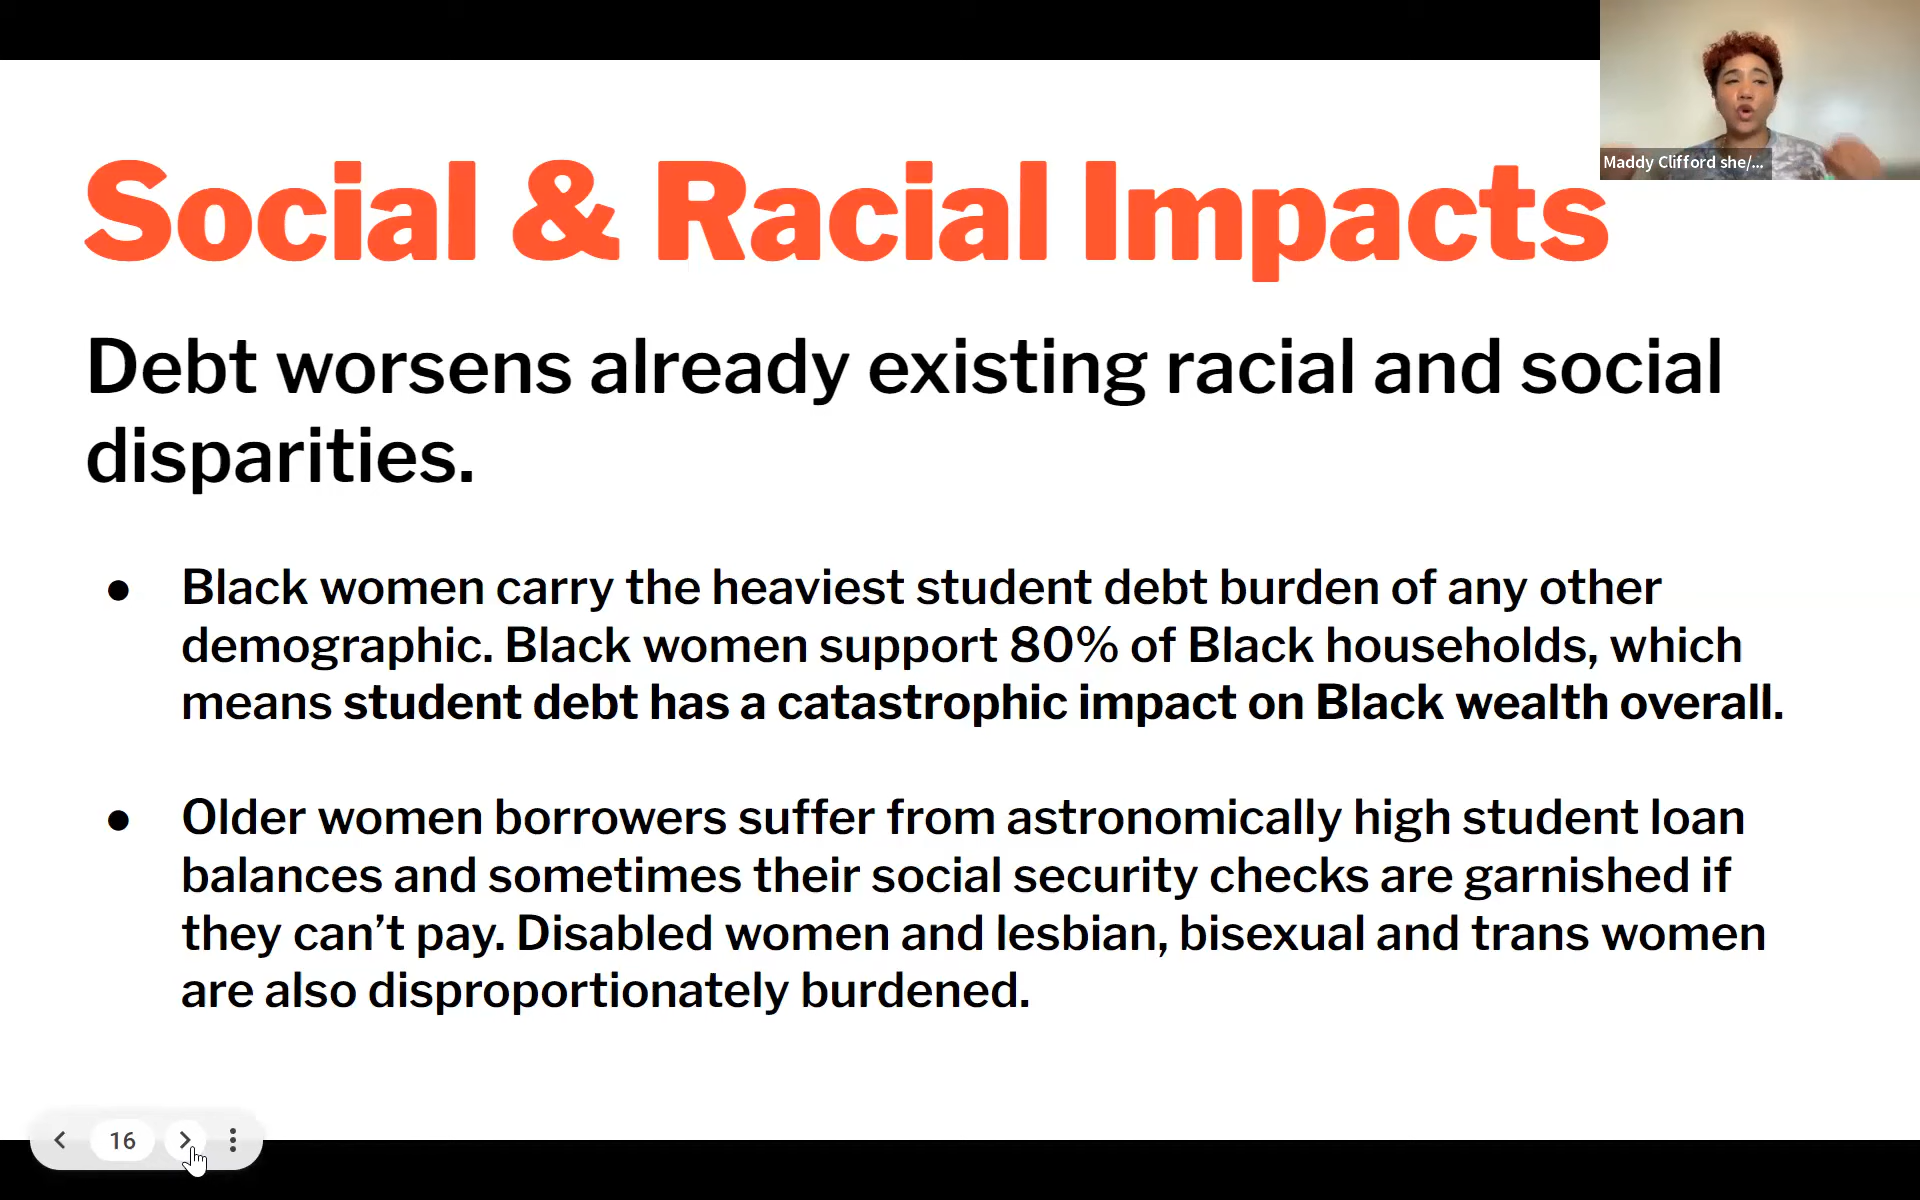 Maddy Clifford she/...
Social & Racial Impacts
Debt worsens already existing racial and social
disparities.
● Black women carry the heaviest student debt burden of any other
demographic. Black women support 80% of Black households, which
means student debt has a catastrophic impact on Black wealth overall.
● Older women borrowers suffer from astronomically high student loan
balances and sometimes their social security checks are garnished if
they can’t pay. Disabled women and lesbian, bisexual and trans women
are also disproportionately burdened.
16